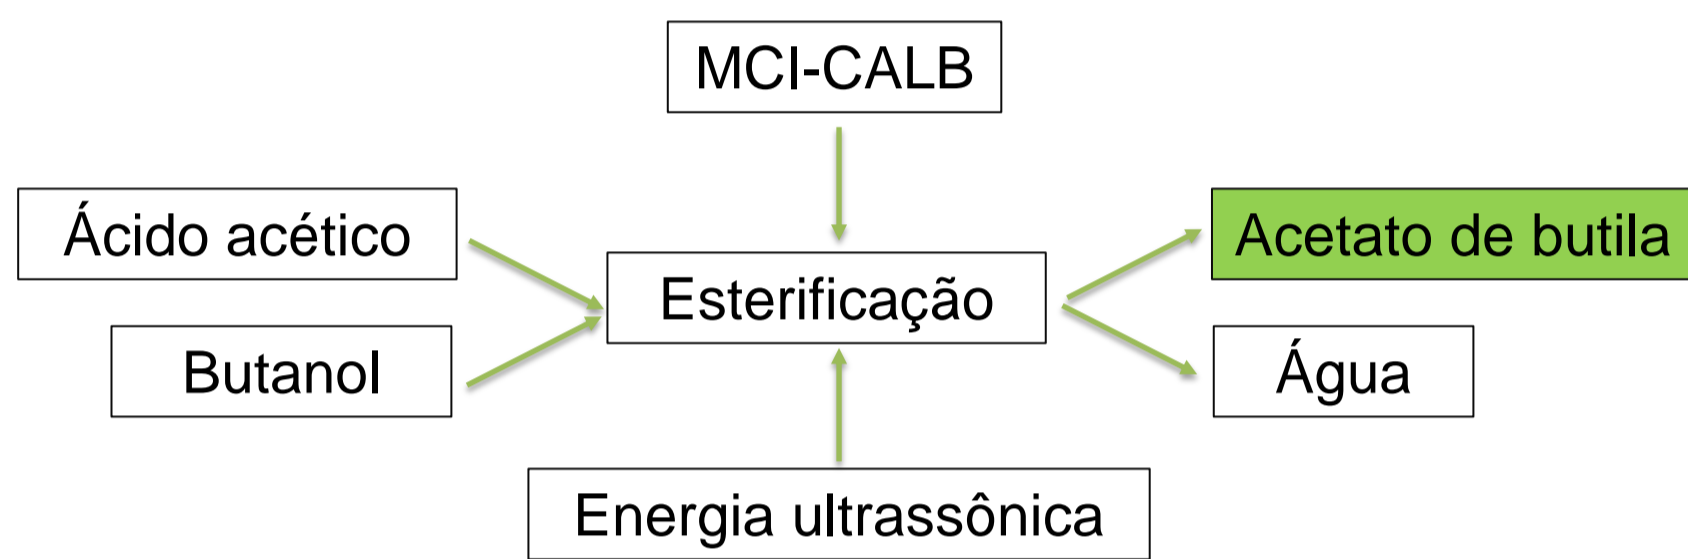 MCI-CALB
Ácido acético
Acetato de butila
Esterificação
Butanol
Água
Energia ultrassônica